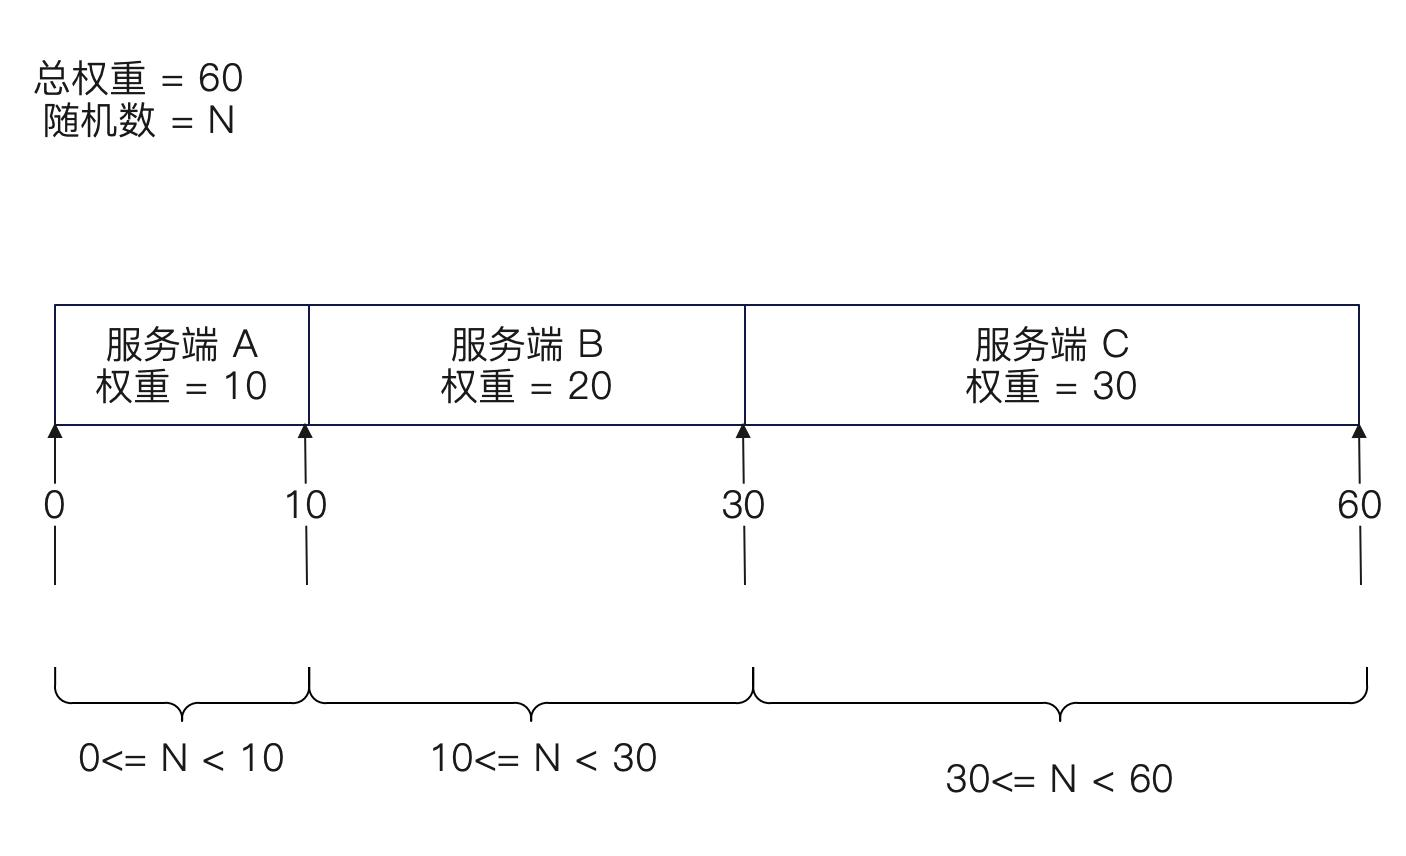 总权重 = 60
随机数 = N
服务端 A
权重 = 10
服务端 B
权重 = 20
服务端 C
权重 = 30
0
10
30
60
0<= N < 10
10<= N < 30
30<= N < 60